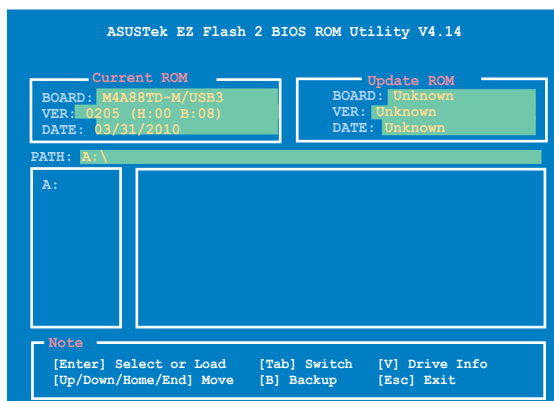 ASUSTek EZ Flash 2 BIOS ROM Utility V4.14
Current ROM
BOARD: M4A88TD-M/USB3
VER: 0205 (H:00 B:08)
DATE: 03/31/2010
Update ROM
BOARD: Unknown
VER: Unknown
DATE: Unknown
PATH: A:\
A:
Note
[Enter] Select or Load [Tab] Switch [V] Drive Info
[Up/Down/Home/End] Move [B] Backup [Esc] Exit